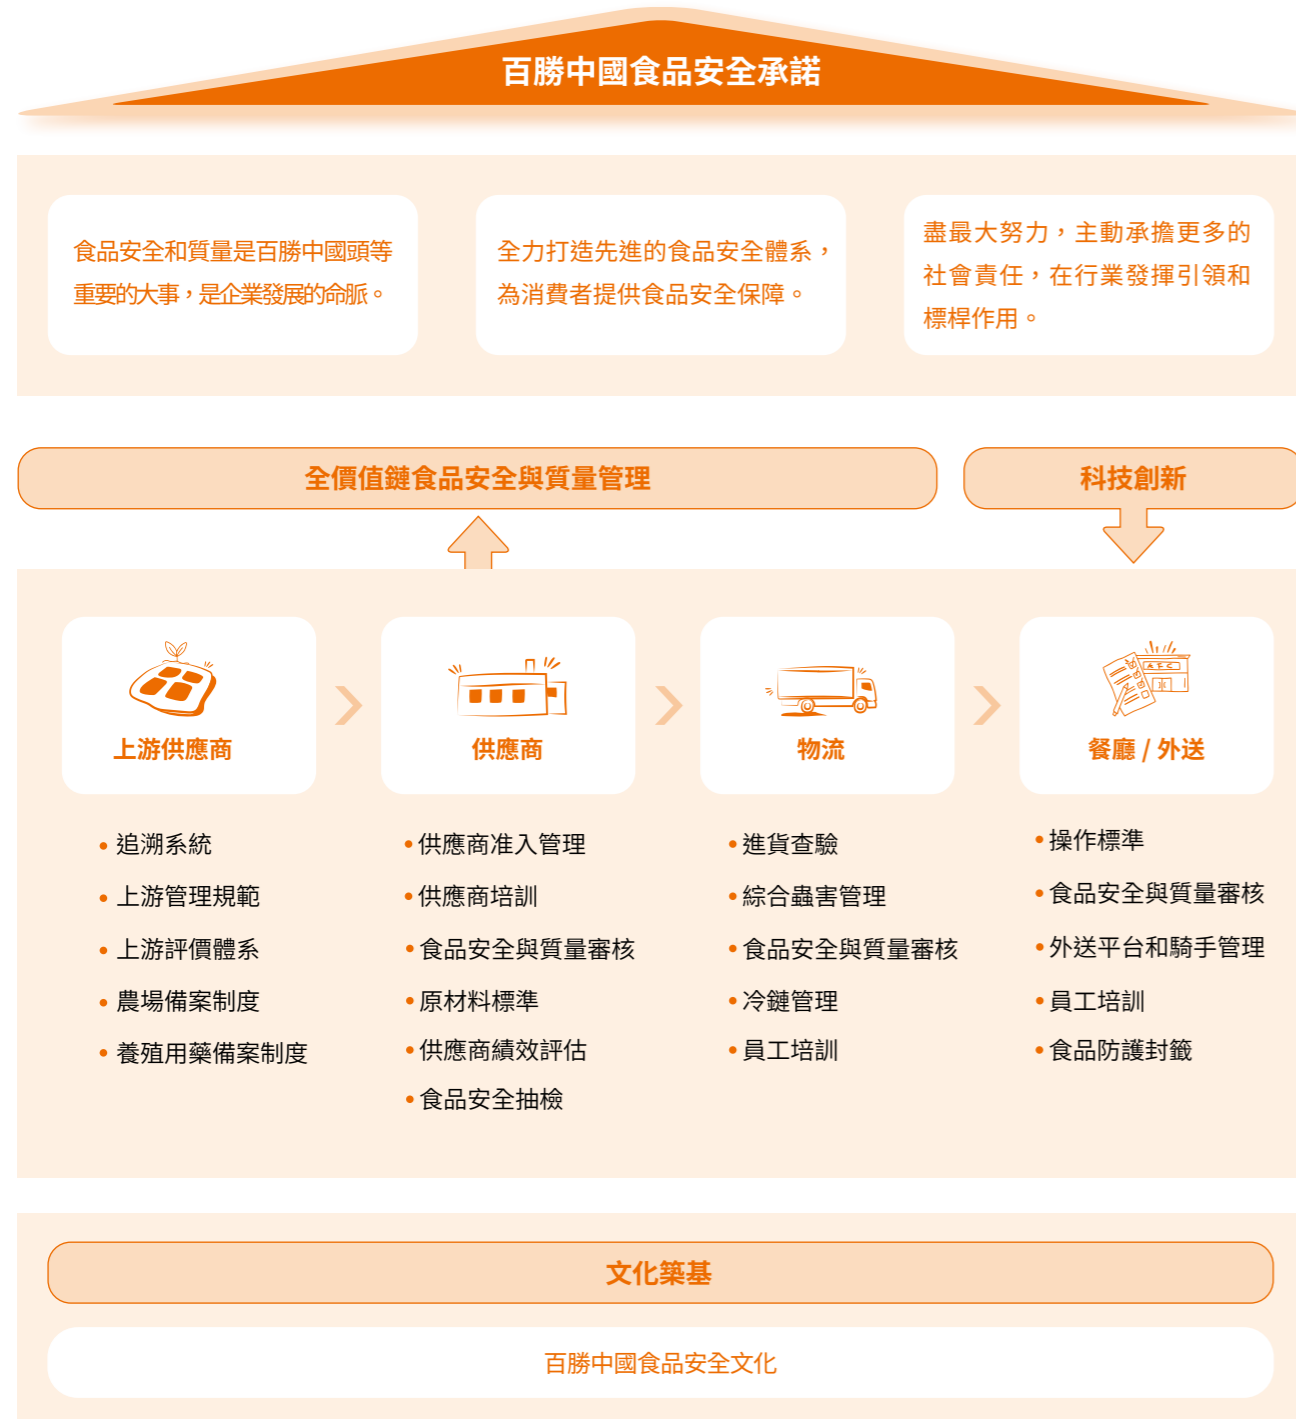 百勝中國食品安全承諾
食品安全和質量是百勝中國頭等
重要的大事，是企業發展的命脈。
全力打造先進的食品安全體系，
為消費者提供食品安全保障。
盡最大努力，主動承擔更多的
社會責任，在行業發揮引領和
標桿作用。
全價值鏈食品安全與質量管理
科技創新
上游供應商
•追溯系統
•上游管理規範
•上游評價體系
•農場備案制度
•養殖用藥備案制度
供應商
•供應商准入管理
•供應商培訓
•食品安全與質量審核
•原材料標準
•供應商績效評估
•食品安全抽檢
物流
•進貨查驗
•綜合蟲害管理
•食品安全與質量審核
•冷鏈管理
•員工培訓
餐廳 / 外送
•操作標準
•食品安全與質量審核
•外送平台和騎手管理
•員工培訓
•食品防護封籤
文化築基
百勝中國食品安全文化